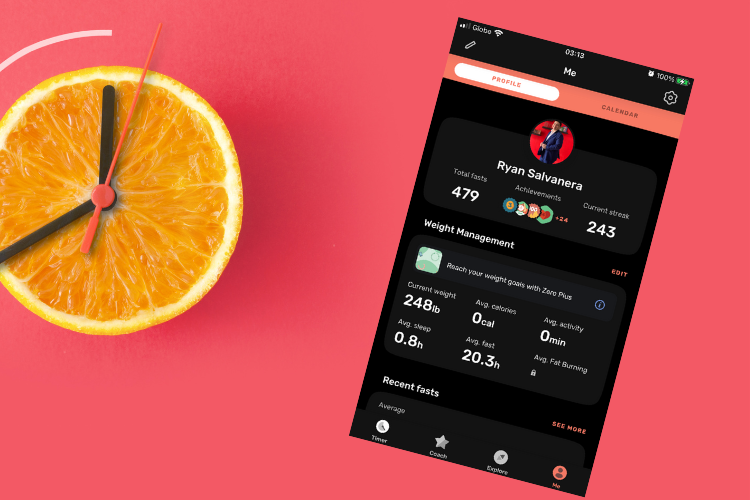 Globe
03:13
100%
Me
PROFILE
CALENDAR
Ryan Salvanera
Total fasts
Achievements
Current streak
479
+24
243
Weight Management
EDIT
Reach your weight goals with Zero Plus
Current weight
Avg. calories
Avg. activity
248lb
0cal
0min
Avg. sleep
Avg. fast
Avg. Fat Burning
0.8h
20.3h
Recent fasts
SEE MORE
Average
Timer
Coach
Explore
Me